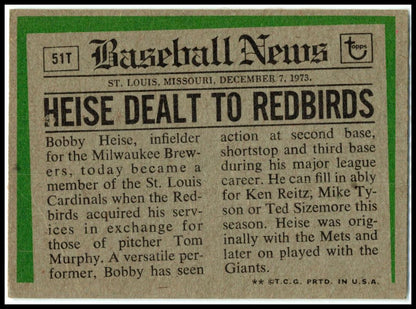 51T
Baseball News
topps
ST. LOUIS, MISSOURI, DECEMBER 7, 1973.
HEISE DEALT TO REDBIRDS
Bobby Heise, infielder
for the Milwaukee Brew-
ers, today became a
member of the St. Louis
Cardinals when the Red-
birds acquired his serv-
ices in exchange for
those of pitcher Tom
Murphy. A versatile per-
former, Bobby has seen
action at second base,
shortstop and third base
during his major league
career. He can fill in ably
for Ken Reitz, Mike Ty-
son or Ted Sizemore this
season. Heise was orig-
inally with the Mets and
later on played with the
Giants.
** ©T.C.G. PRTD. IN U.S.A.